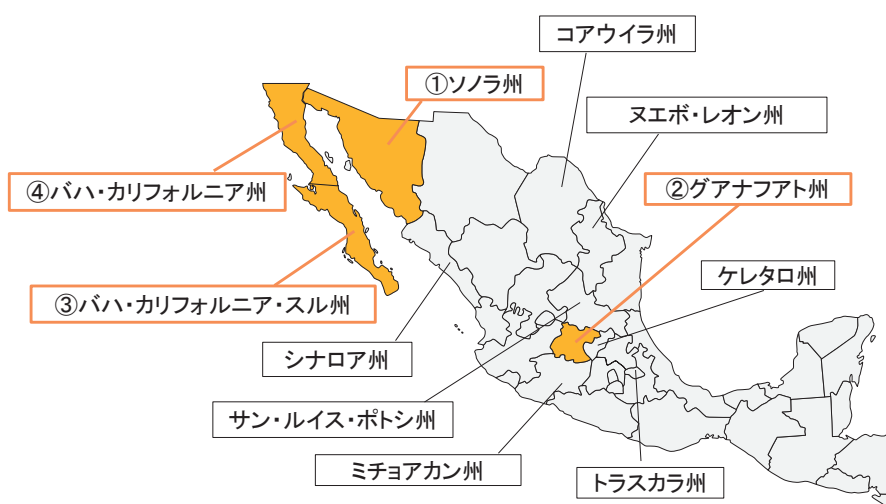 コアウイラ州
①ソノラ州
ヌエボ・レオン州
④バハ・カリフォルニア州
②グアナフアト州
ケレタロ州
③バハ・カリフォルニア・スル州
シナロア州
サン・ルイス・ポトシ州
ミチョアカン州
トラスカラ州